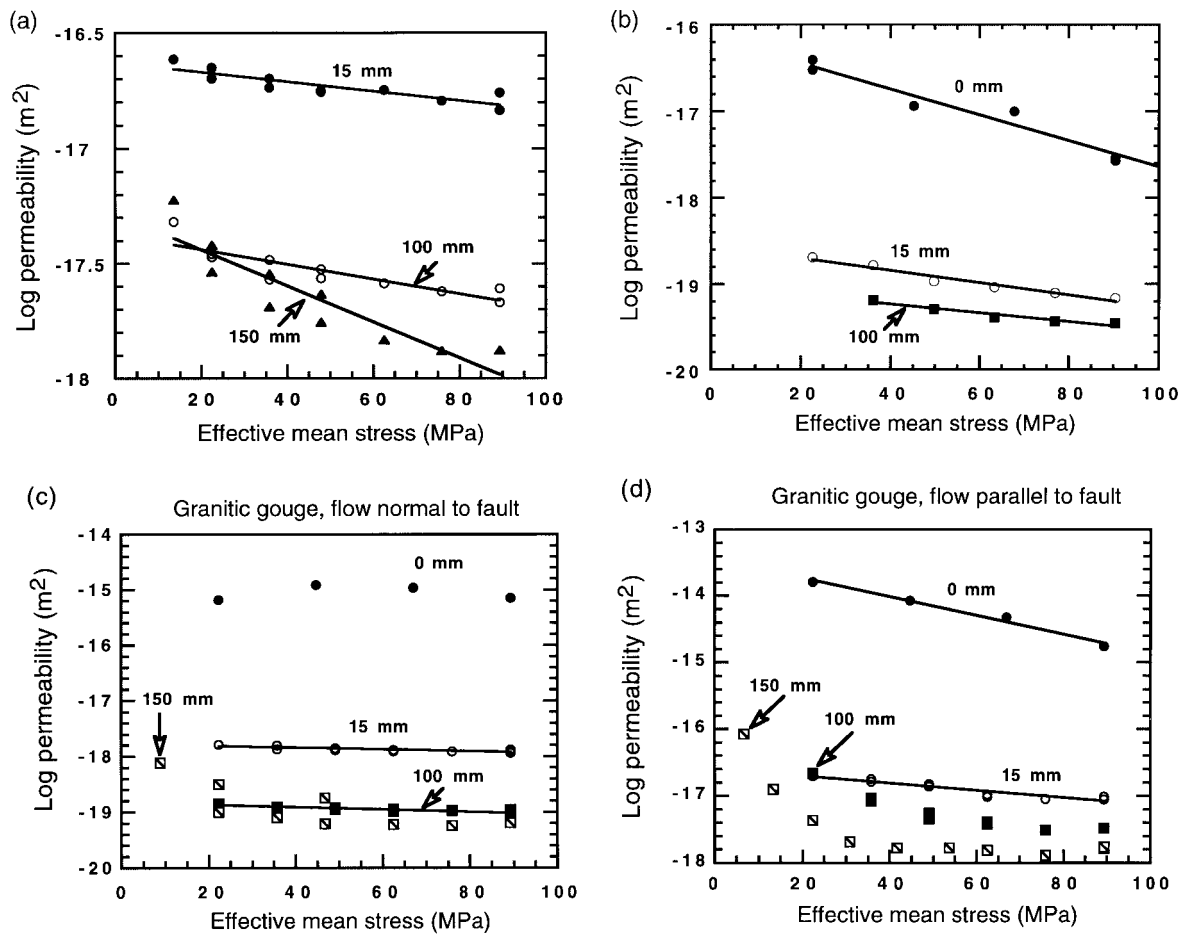 (a)
-16.5
-17
-17.5
-18
Log permeability (m2)
15 mm
100 mm
150 mm
0 20 40 60 80 100
Effective mean stress (MPa)
(b)
-16
-17
-18
-19
-20
Log permeability (m2)
0 mm
15 mm
100 mm
0 20 40 60 80 100
Effective mean stress (MPa)
(c)
Granitic gouge, flow normal to fault
-14
-15
-16
-17
-18
-19
-20
Log permeability (m2)
0 mm
150 mm
15 mm
100 mm
0 20 40 60 80 100
Effective mean stress (MPa)
(d)
Granitic gouge, flow parallel to fault
-13
-14
-15
-16
-17
-18
Log permeability (m2)
0 mm
150 mm
100 mm
15 mm
0 20 40 60 80 100
Effective mean stress (MPa)